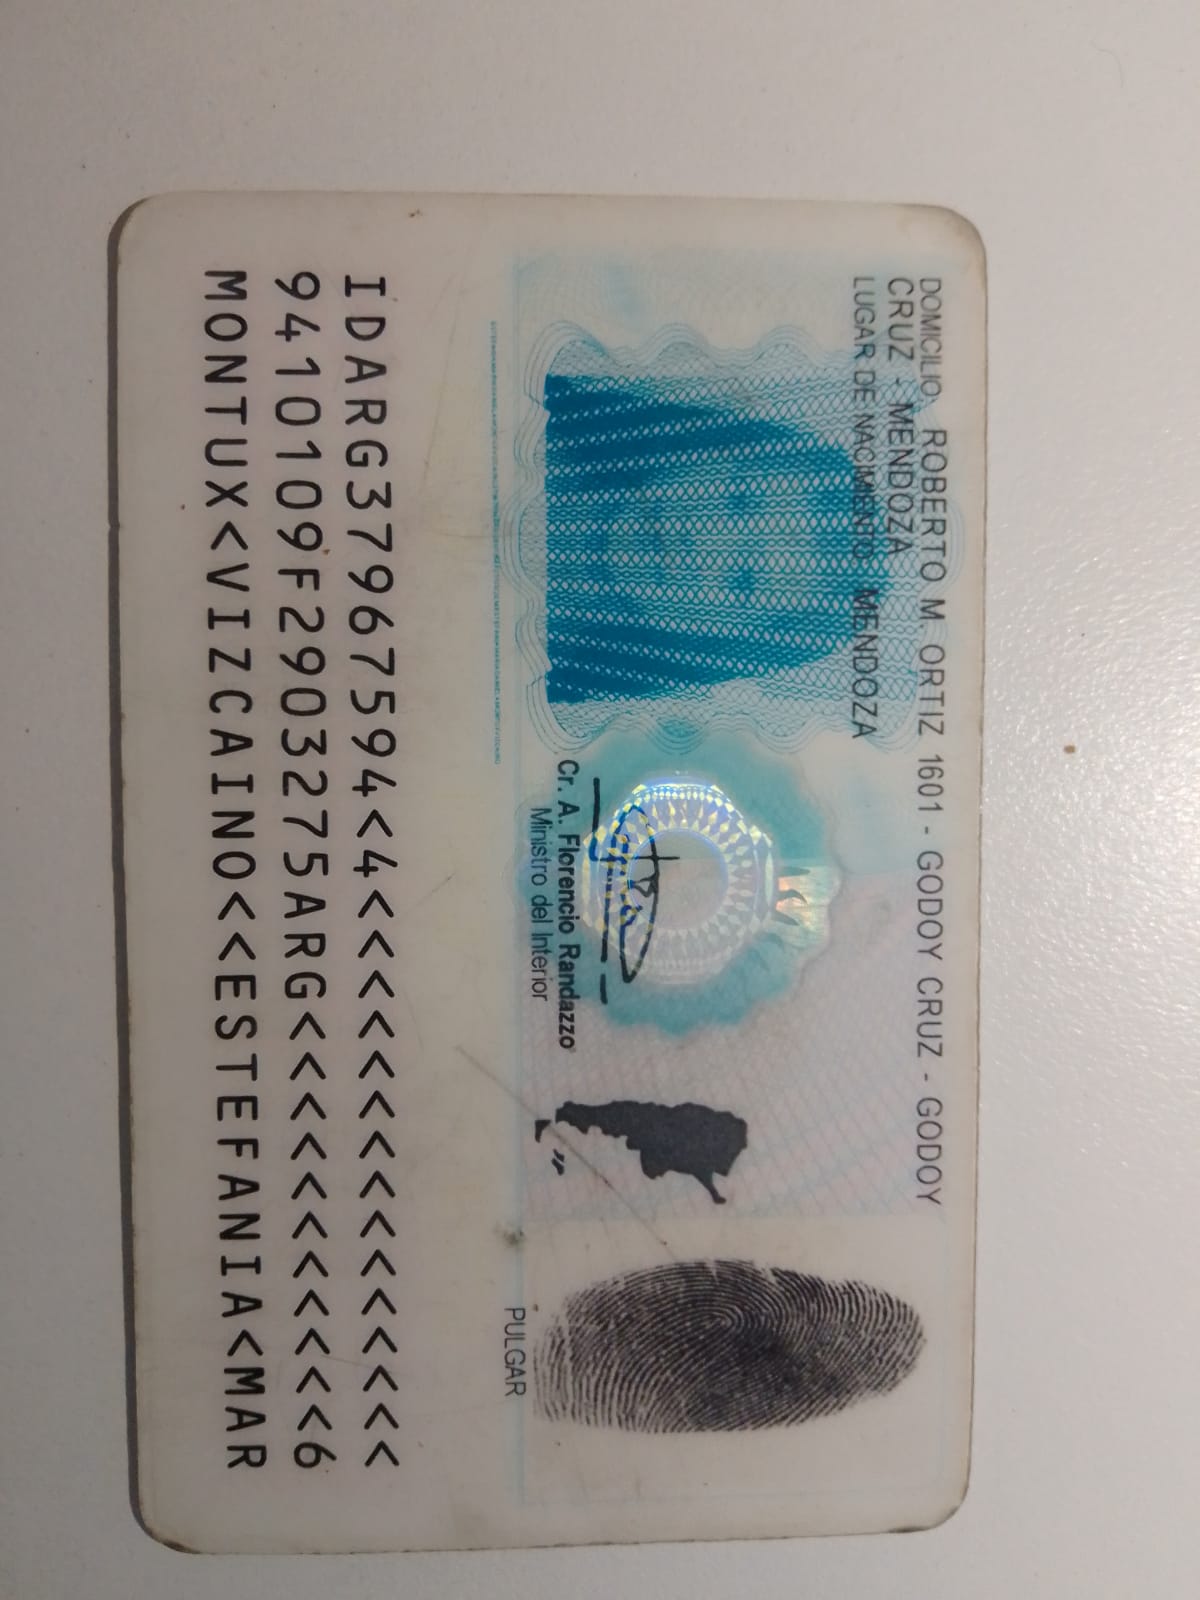 DOMICILIO: ROBERTO M. ORTIZ 1601 - GODOY CRUZ - GODOY
CRUZ - MENDOZA
LUGAR DE NACIMIENTO: MENDOZA
Cr. A. Florencio Randazzo
Ministro del Interior
PULGAR
IDARG37967594<4<<<<<<<<<<<<<<<
9410109F2903275ARG<<<<<<<<<<<6
MONTUX<VIZCAINO<<ESTEFANIA<MAR